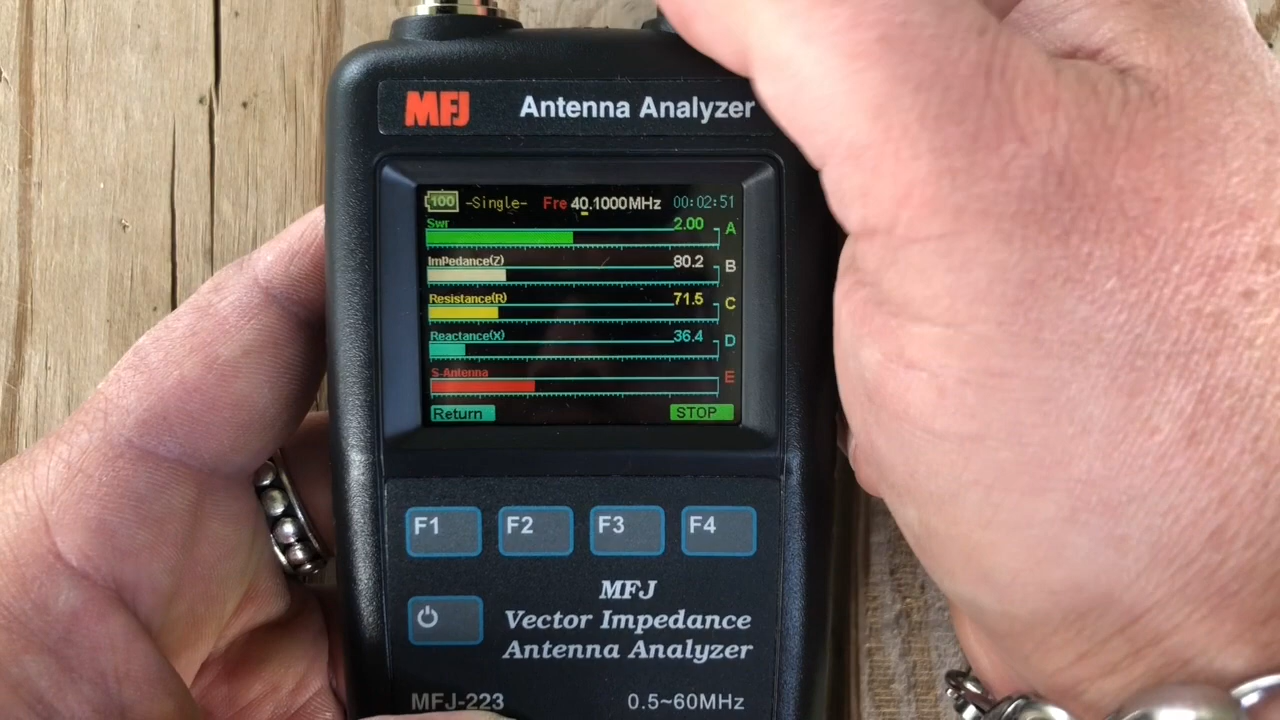 MFJ Antenna Analyzer
100 -Single- Fre 40.1000MHz 00:02:51
Swr 2.00 A
Impedance(Z) 80.2 B
Resistance(R) 71.5 C
Reactance(X) 36.4 D
S-Antenna E
Return STOP
F1 F2 F3 F4
MFJ
Vector Impedance
Antenna Analyzer
MFJ-223 0.5~60MHz